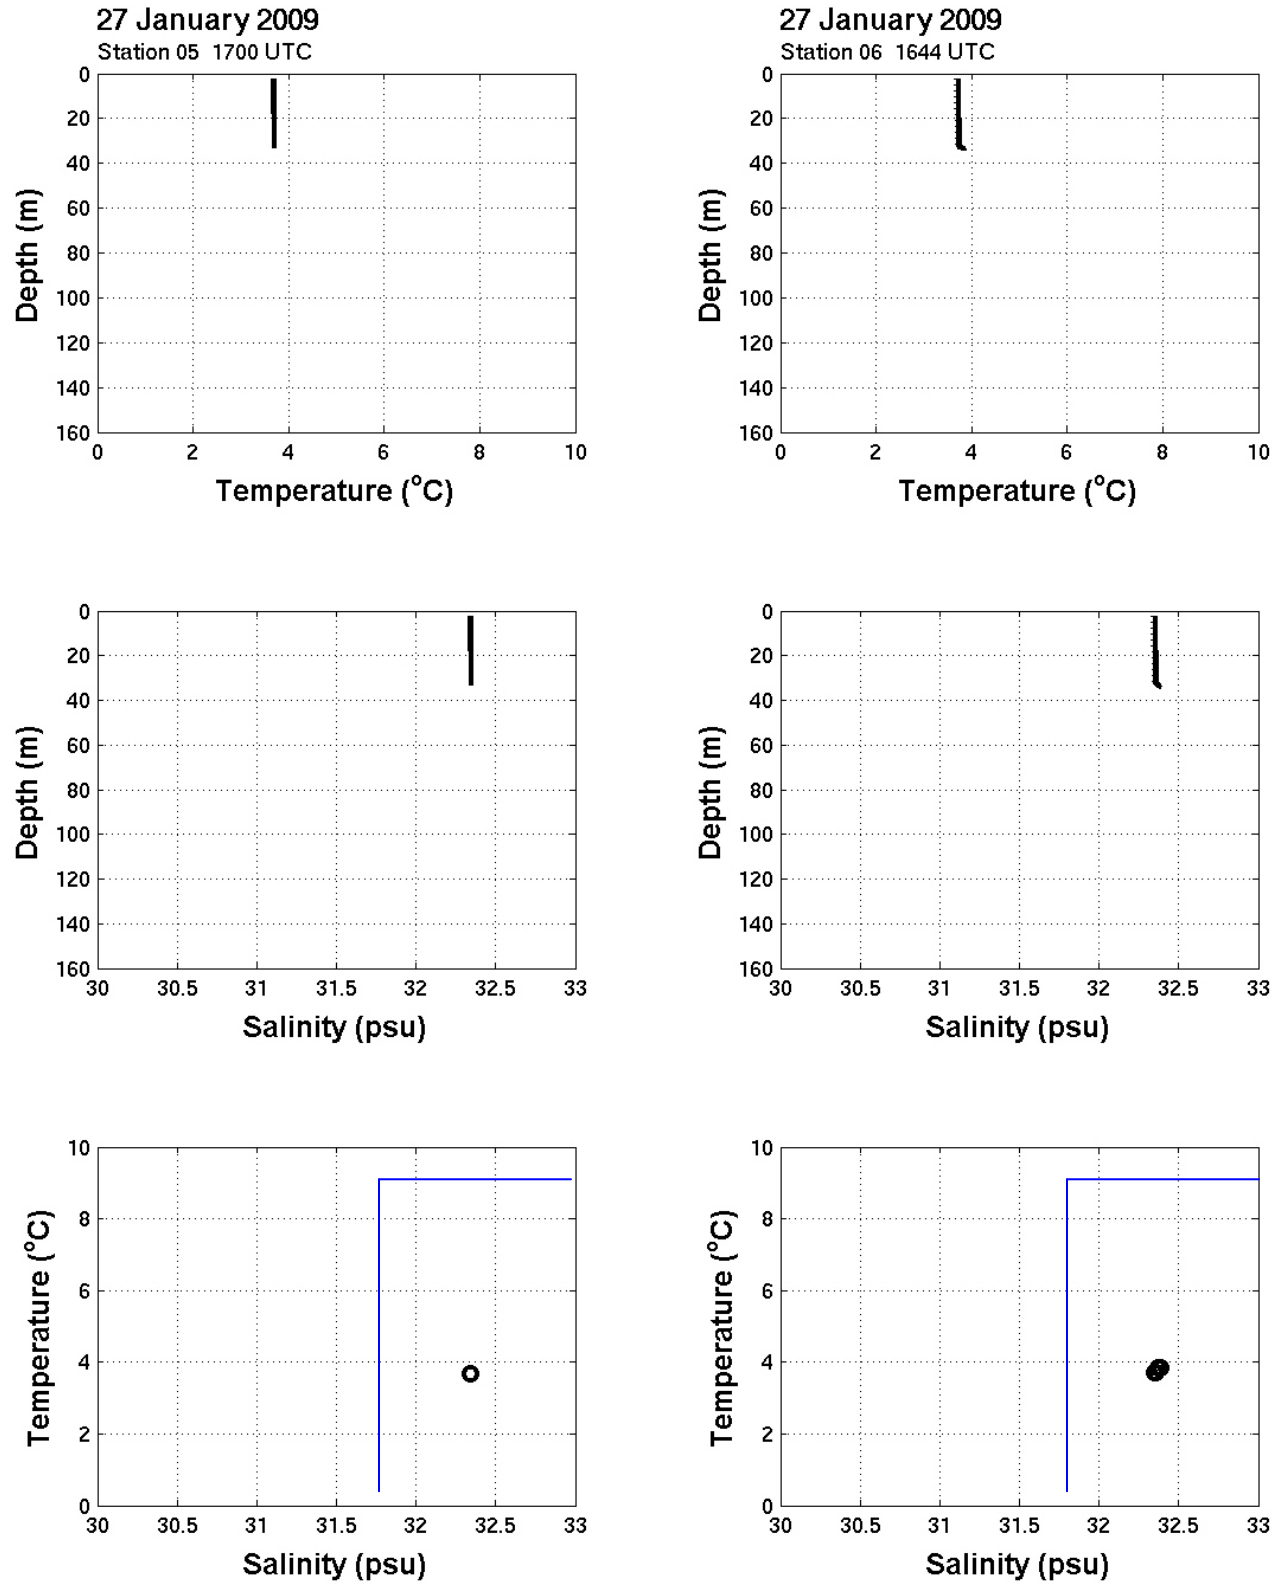 27 January 2009
Station 05 1700 UTC
0
20
40
60
80
100
120
140
160
Depth (m)
0 2 4 6 8 10
Temperature (°C)
27 January 2009
Station 06 1644 UTC
0
20
40
60
80
100
120
140
160
Depth (m)
0 2 4 6 8 10
Temperature (°C)
0
20
40
60
80
100
120
140
160
Depth (m)
30 30.5 31 31.5 32 32.5 33
Salinity (psu)
0
20
40
60
80
100
120
140
160
Depth (m)
30 30.5 31 31.5 32 32.5 33
Salinity (psu)
10
8
6
4
2
0
Temperature (°C)
30 30.5 31 31.5 32 32.5 33
Salinity (psu)
10
8
6
4
2
0
Temperature (°C)
30 30.5 31 31.5 32 32.5 33
Salinity (psu)